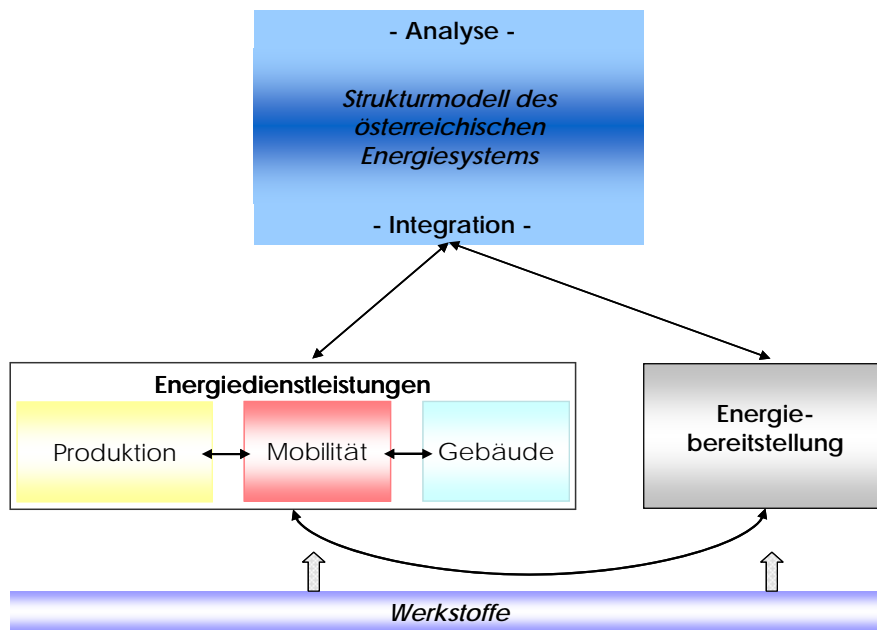 - Analyse -
Strukturmodell des
österreichischen
Energiesystems
- Integration -
Energiedienstleistungen
Produktion
Mobilität
Gebäude
Energie-
bereitstellung
Werkstoffe